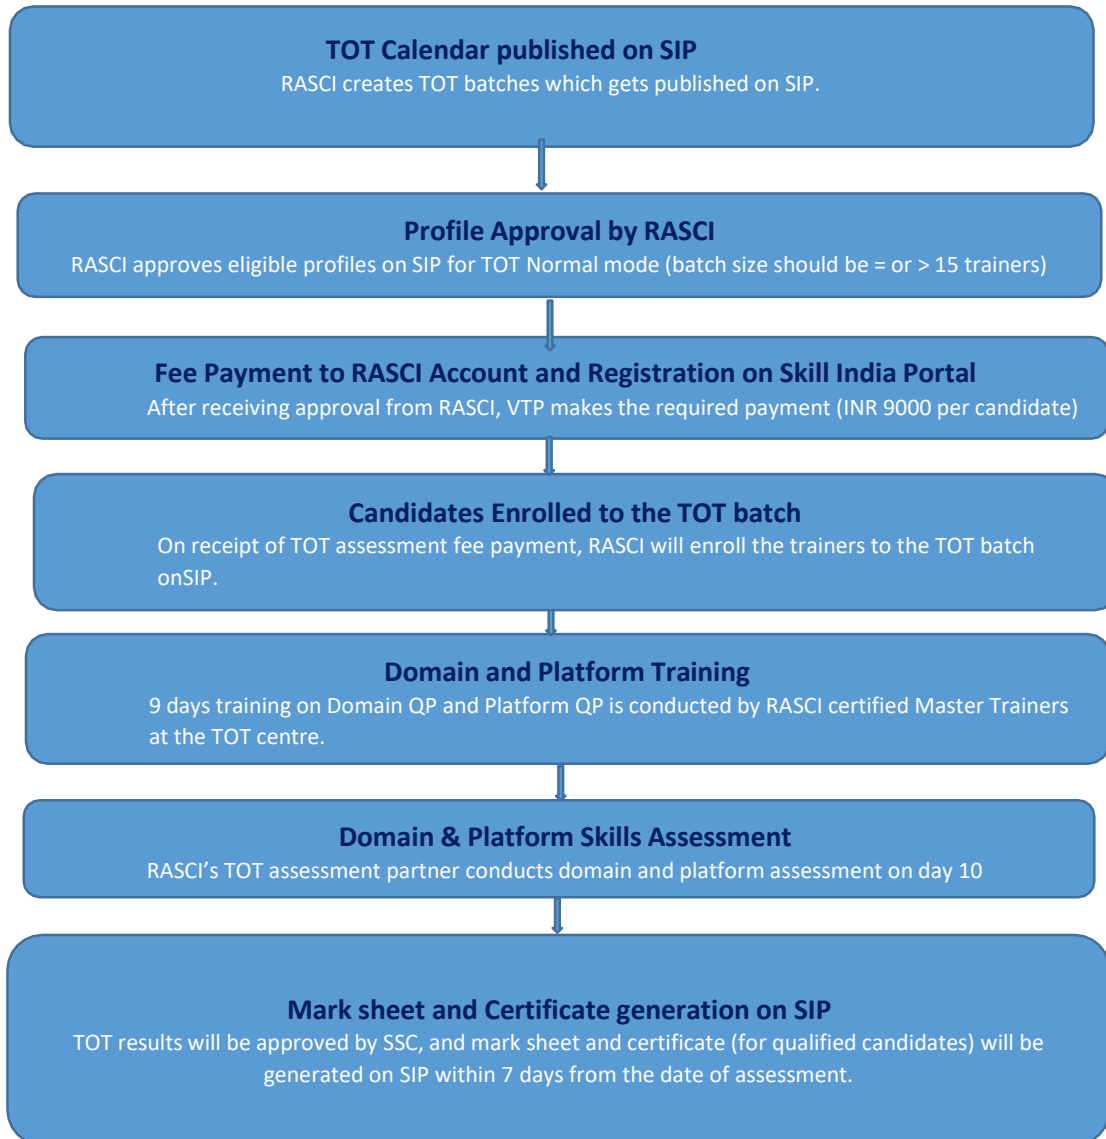 TOT Calendar published on SIP
RASCI creates TOT batches which gets published on SIP.
Profile Approval by RASCI
RASCI approves eligible profiles on SIP for TOT Normal mode (batch size should be = or > 15 trainers)
Fee Payment to RASCI Account and Registration on Skill India Portal
After receiving approval from RASCI, VTP makes the required payment (INR 9000 per candidate)
Candidates Enrolled to the TOT batch
On receipt of TOT assessment fee payment, RASCI will enroll the trainers to the TOT batch
onSIP.
Domain and Platform Training
9 days training on Domain QP and Platform QP is conducted by RASCI certified Master Trainers
at the TOT centre.
Domain & Platform Skills Assessment
RASCI’s TOT assessment partner conducts domain and platform assessment on day 10
Mark sheet and Certificate generation on SIP
TOT results will be approved by SSC, and mark sheet and certificate (for qualified candidates) will be
generated on SIP within 7 days from the date of assessment.